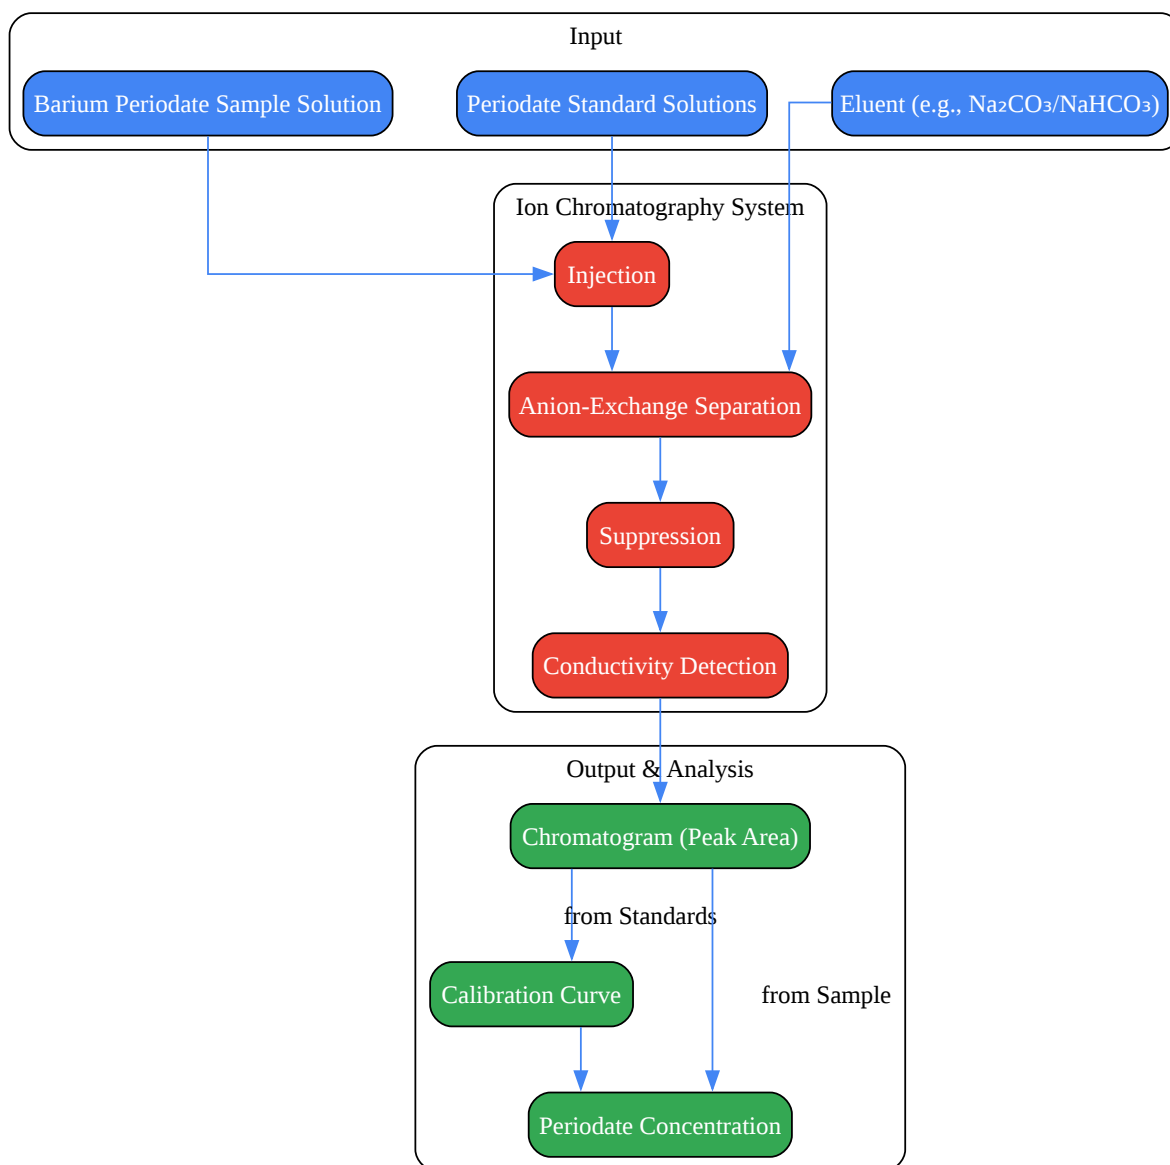 Input
Barium Periodate Sample Solution
Periodate Standard Solutions
Eluent (e.g., Na₂CO₃/NaHCO₃)
Ion Chromatography System
Injection
Anion-Exchange Separation
Suppression
Conductivity Detection
Output & Analysis
Chromatogram (Peak Area)
from Standards
Calibration Curve
from Sample
Periodate Concentration